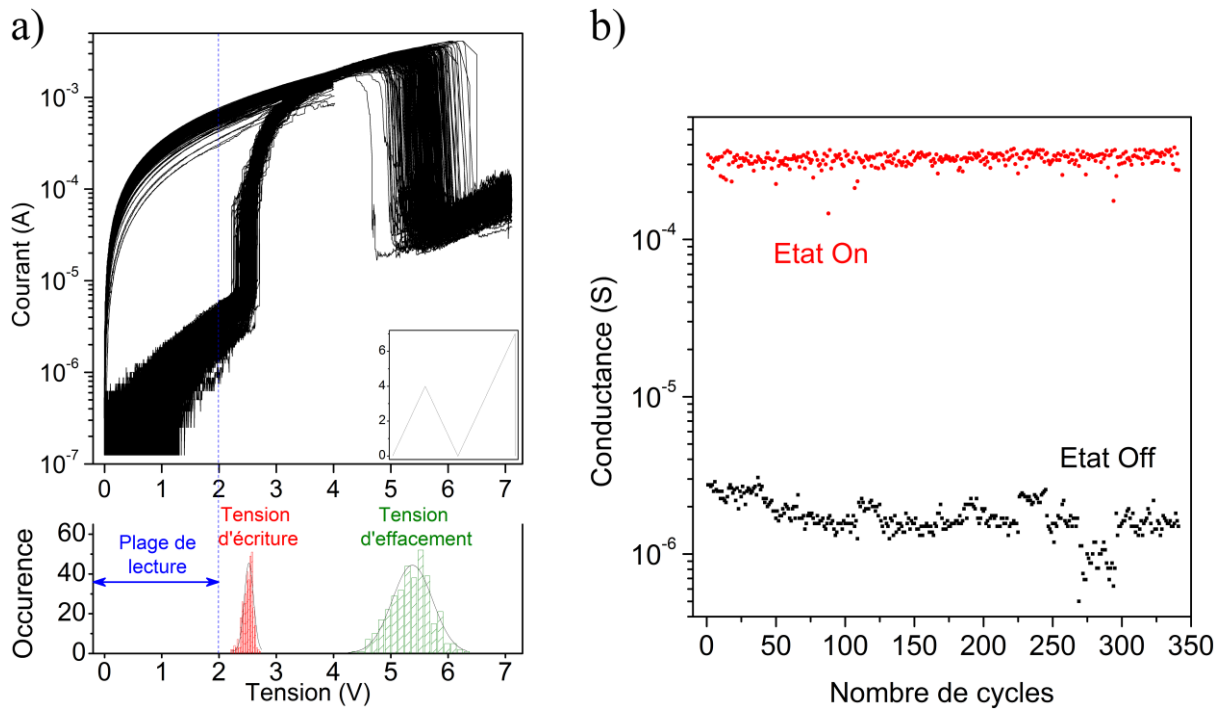 a)
Courant (A)
10⁻³
10⁻⁴
10⁻⁵
10⁻⁶
10⁻⁷
6
4
2
0
0 1 2 3 4 5 6 7
Occurence
60
40
20
0
Plage de
lecture
Tension
d'écriture
Tension
d'effacement
0 1 2 3 4 5 6 7
Tension (V)
b)
Conductance (S)
10⁻⁴
10⁻⁵
10⁻⁶
Etat On
Etat Off
0 50 100 150 200 250 300 350
Nombre de cycles